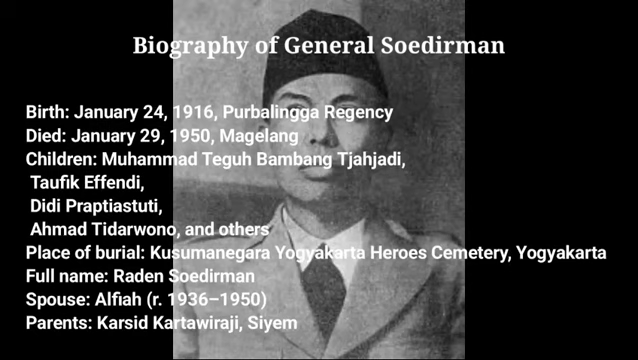 Biography of General Soedirman
Birth: January 24, 1916, Purbalingga Regency
Died: January 29, 1950, Magelang
Children: Muhammad Teguh Bambang Tjahjadi,
Taufik Effendi,
Didi Praptiastuti,
Ahmad Tidarwono, and others
Place of burial: Kusumanegara Yogyakarta Heroes Cemetery, Yogyakarta
Full name: Raden Soedirman
Spouse: Alfiah (r. 1936–1950)
Parents: Karsid Kartawiraji, Siyem